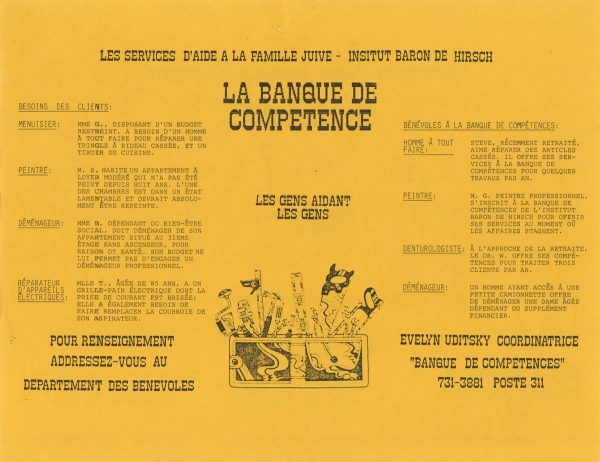 LES SERVICES D'AIDE A LA FAMILLE JUIVE - INSITUT BARON DE HIRSCH
LA BANQUE DE
COMPETENCE
LES GENS AIDANT
LES GENS
BESOINS DES CLIENTS:
MENUISIER: MME G., DISPOSANT D'UN BUDGET
RESTREINT, A BESOIN D'UN HOMME
À TOUT FAIRE POUR RÉPARER UNE
TRINGLE À RIDEAU CASSÉE, ET UN
TIROIR DE CUISINE.
PEINTRE: M. S. HABITE UN APPARTEMENT À
LOYER MODÉRÉ QUI N'A PAS ÉTÉ
PEINT DEPUIS HUIT ANS. L'UNE
DES CHAMBRES EST DANS UN ÉTAT
LAMENTABLE ET DEVRAIT ABSOLU-
MENT ÊTRE REPEINTE.
DÉMÉNAGEUR: MME B. DÉPENDANT DU BIEN-ÊTRE
SOCIAL, DOIT DÉMÉNAGER DE SON
APPARTEMENT SITUÉ AU 3IEME
ÉTAGE SANS ASCENSEUR, POUR
RAISON DE SANTÉ. SON BUDGET NE
LUI PERMET PAS D'ENGAGER UN
DÉMÉNAGEUR PROFESSIONNEL.
RÉPARATEUR D'APPAREILS ÉLECTRIQUES: MLLE T., ÂGÉE DE 85 ANS, A UN
GRILLE-PAIN ÉLECTRIQUE DONT LA
PRISE DE COURANT EST BRISÉE;
ELLE A ÉGALEMENT BESOIN DE
FAIRE REMPLACER LA COURROIE DE
SON ASPIRATEUR.
POUR RENSEIGNEMENT
ADDRESSEZ-VOUS AU
DEPARTEMENT DES BENEVOLES
BÉNÉVOLES À LA BANQUE DE COMPÉTENCES:
HOMME À TOUT FAIRE: STEVE, RÉCEMMENT RETRAITÉ,
AIME RÉPARER DES ARTICLES
CASSÉS. IL OFFRE SES SER-
VICES À LA BANQUE DE
COMPÉTENCES POUR QUELQUES
TRAVAUX PAR AN.
PEINTRE: M. G. PEINTRE PROFESSIONNEL.
S'INSCRIT À LA BANQUE DE
COMPÉTENCES DE L'INSTITUT
BARON DE HIRSCH POUR OFFRIR
SES SERVICES AU MOMENT OÙ
LES AFFAIRES STAGNENT.
DENTUROLOGISTE: À L'APPROCHE DE LA RETRAITE,
LE DR. W. OFFRE SES COMPÉ-
TENCES POUR TRAITER TROIS
CLIENTS PAR AN.
DÉMÉNAGEUR: UN HOMME AYANT ACCÈS À UNE
PETITE CAMIONNETTE OFFRE
DE DÉMÉNAGER UNE DAME ÂGÉE
DÉPENDANT DU SUPPLÉMENT
FINANCIER.
EVELYN UDITSKY COORDINATRICE
"BANQUE DE COMPETENCES"
731-3881 POSTE 311